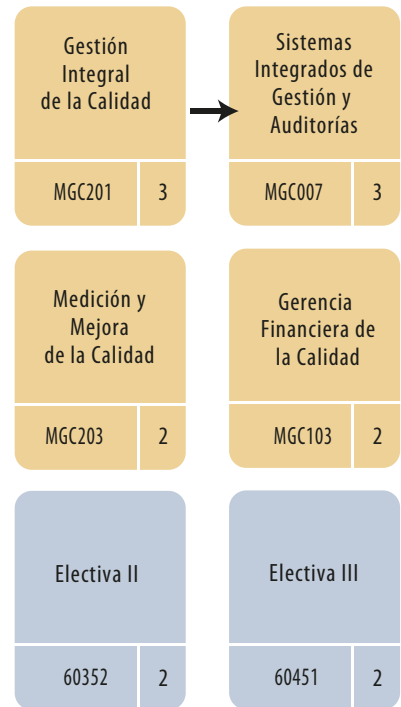 Gestión
Integral
de la Calidad
MGC201 3
Sistemas
Integrados de
Gestión y
Auditorías
MGC007 3
Medición y
Mejora
de la Calidad
MGC203 2
Gerencia
Financiera de
la Calidad
MGC103 2
Electiva II
60352 2
Electiva III
60451 2